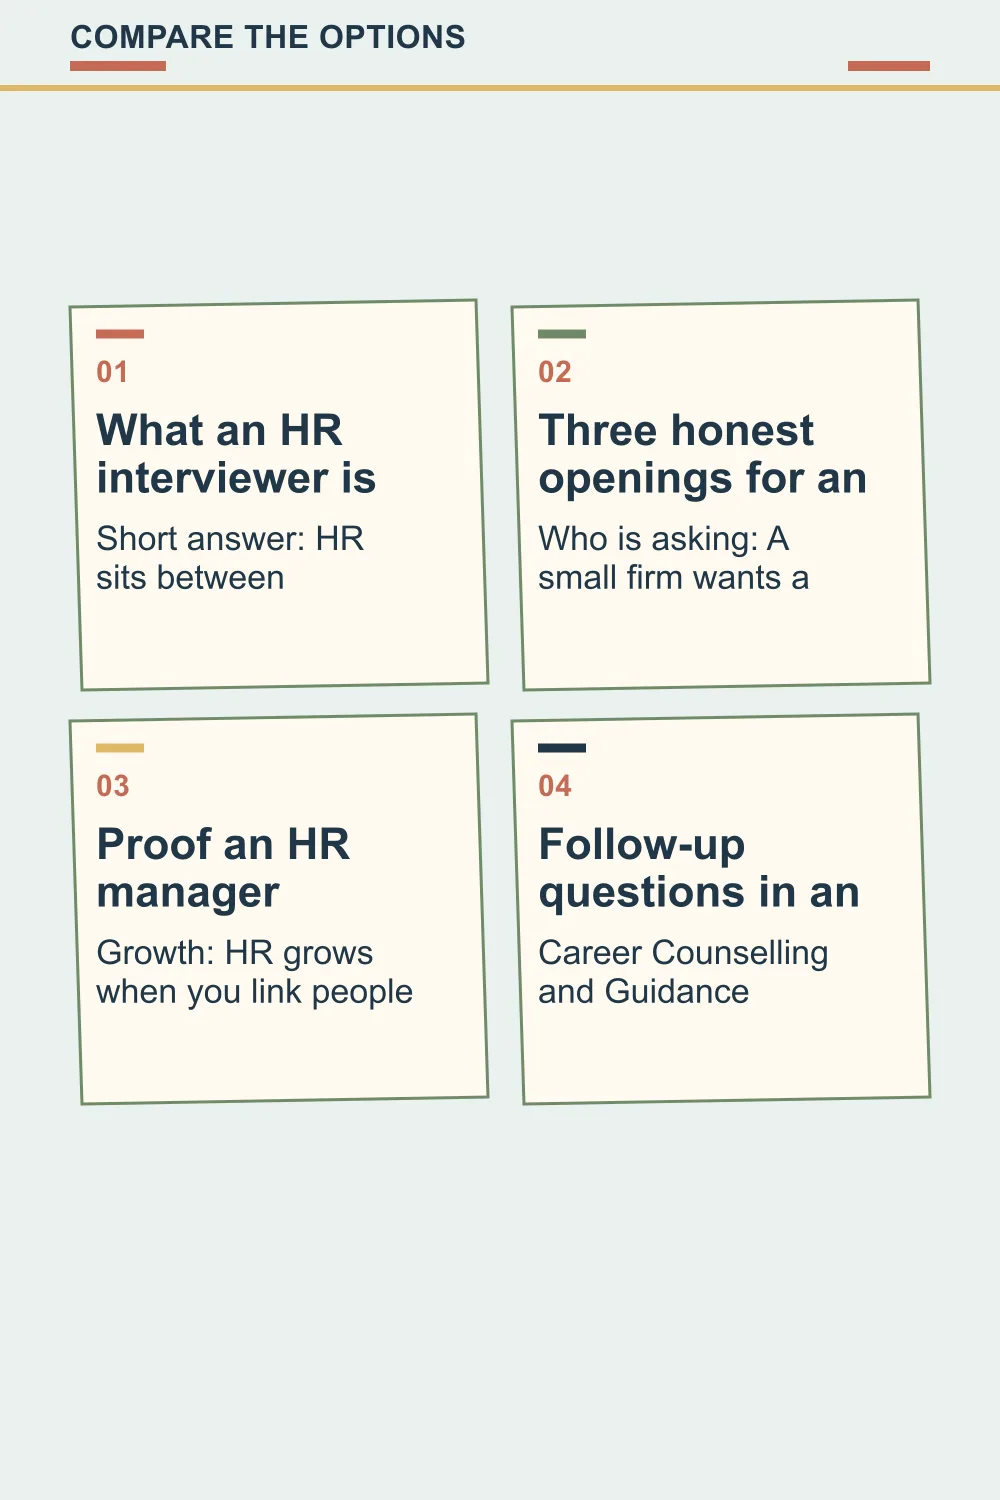 COMPARE THE OPTIONS
01
What an HR
interviewer is
Short answer: HR
sits between
02
Three honest
openings for an
Who is asking: A
small firm wants a
03
Proof an HR
manager
Growth: HR grows
when you link people
04
Follow-up
questions in an
Career Counselling
and Guidance